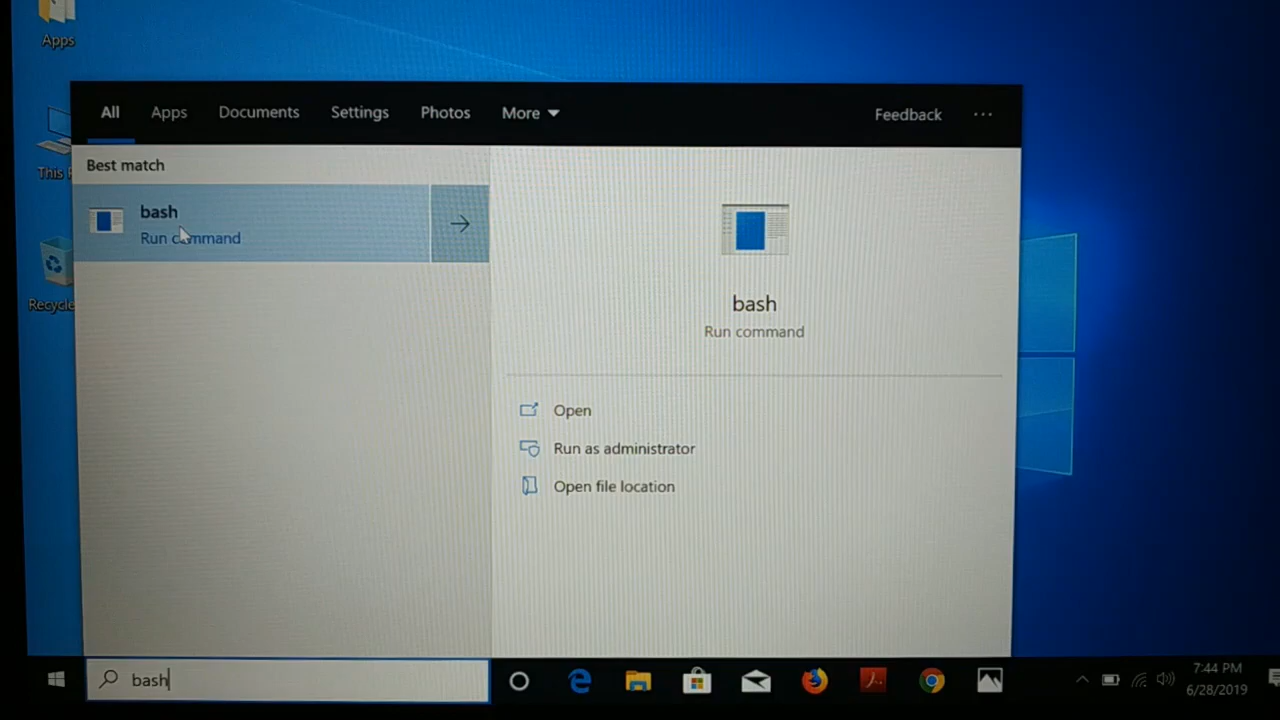 Apps
All Apps Documents Settings Photos More Feedback ...
Best match
This
bash
Run command
Recycle
bash
Run command
Open
Run as administrator
Open file location
bash
7:44 PM
6/28/2019